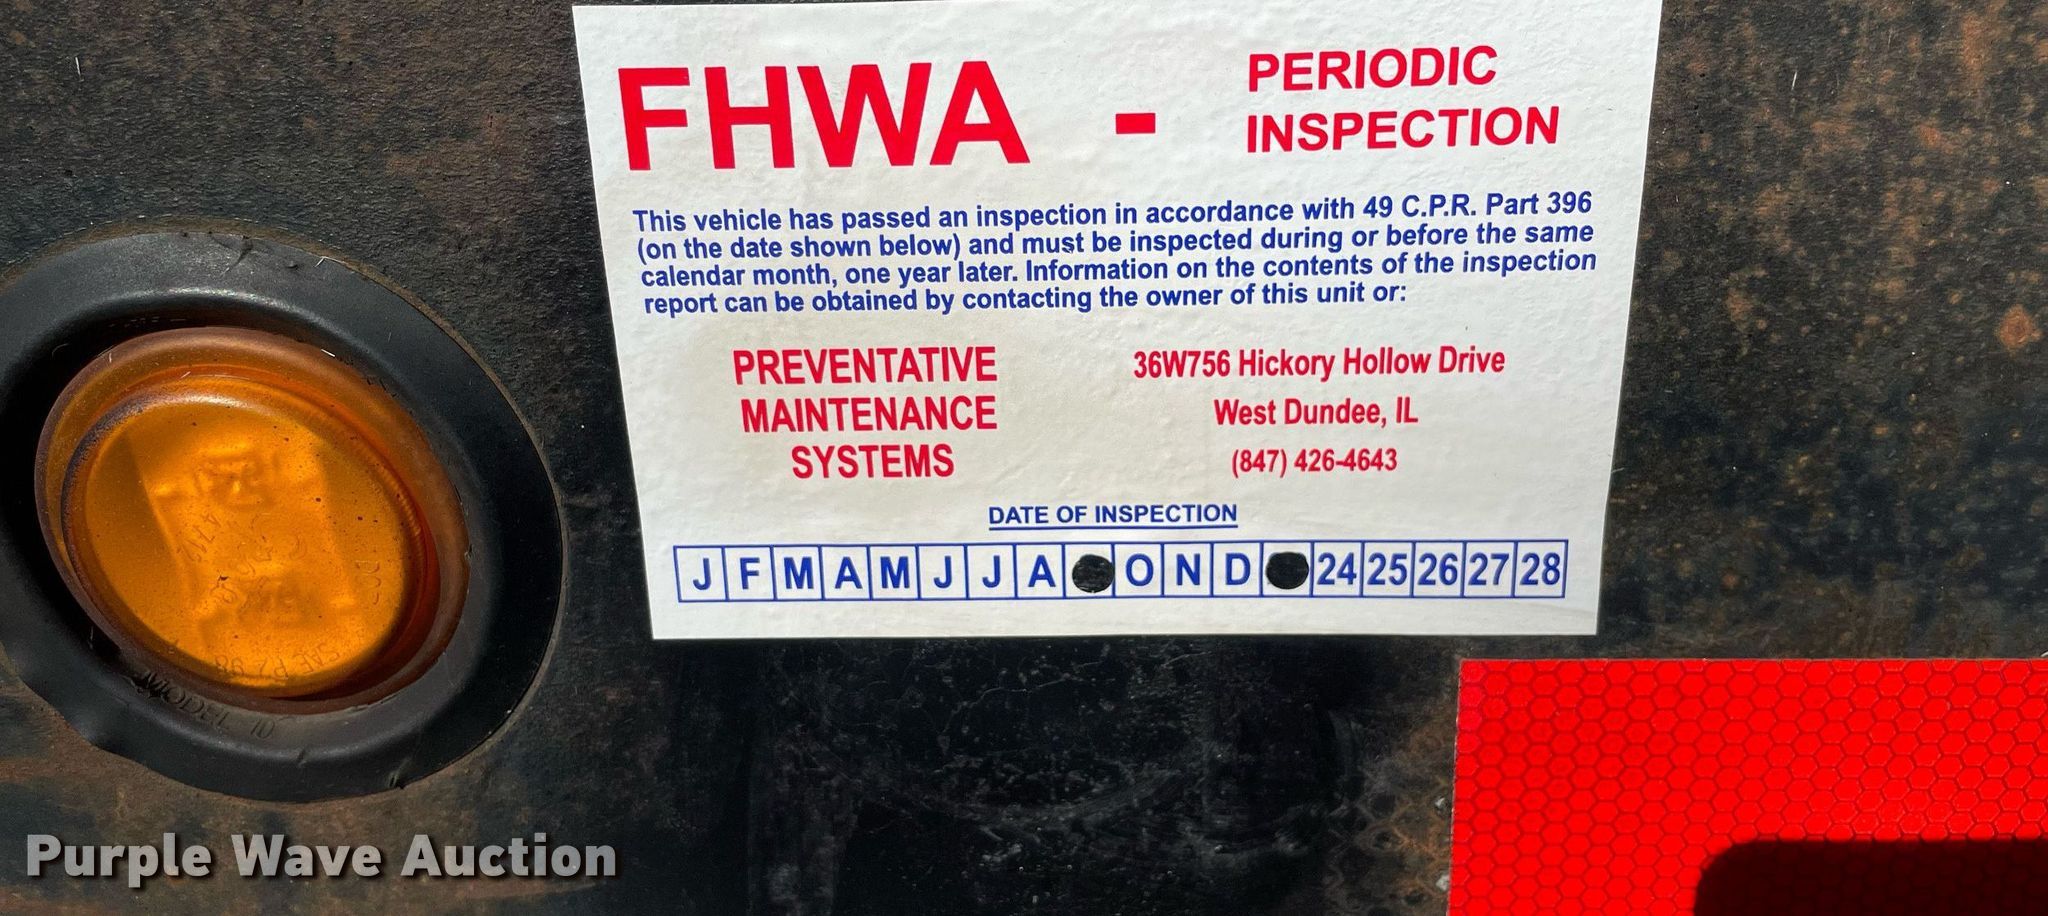 FHWA - PERIODIC
INSPECTION
This vehicle has passed an inspection in accordance with 49 C.P.R. Part 396
(on the date shown below) and must be inspected during or before the same
calendar month, one year later. Information on the contents of the inspection
report can be obtained by contacting the owner of this unit or:
PREVENTATIVE
MAINTENANCE
SYSTEMS
36W756 Hickory Hollow Drive
West Dundee, IL
(847) 426-4643
DATE OF INSPECTION
J F M A M J J A O N D 24 25 26 27 28
MODEL 10
Purple Wave Auction